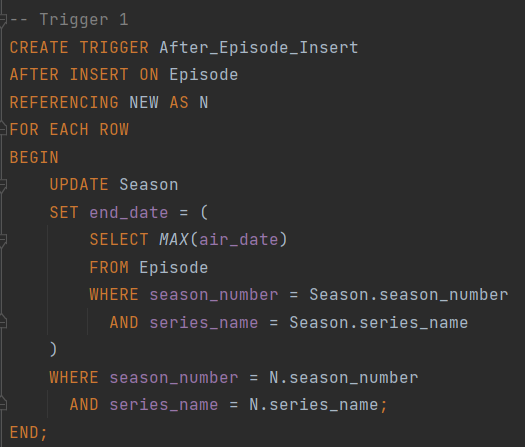 -- Trigger 1
CREATE TRIGGER After_Episode_Insert
AFTER INSERT ON Episode
REFERENCING NEW AS N
FOR EACH ROW
BEGIN
    UPDATE Season
    SET end_date = (
        SELECT MAX(air_date)
        FROM Episode
        WHERE season_number = Season.season_number
          AND series_name = Season.series_name
    )
    WHERE season_number = N.season_number
      AND series_name = N.series_name;
END;